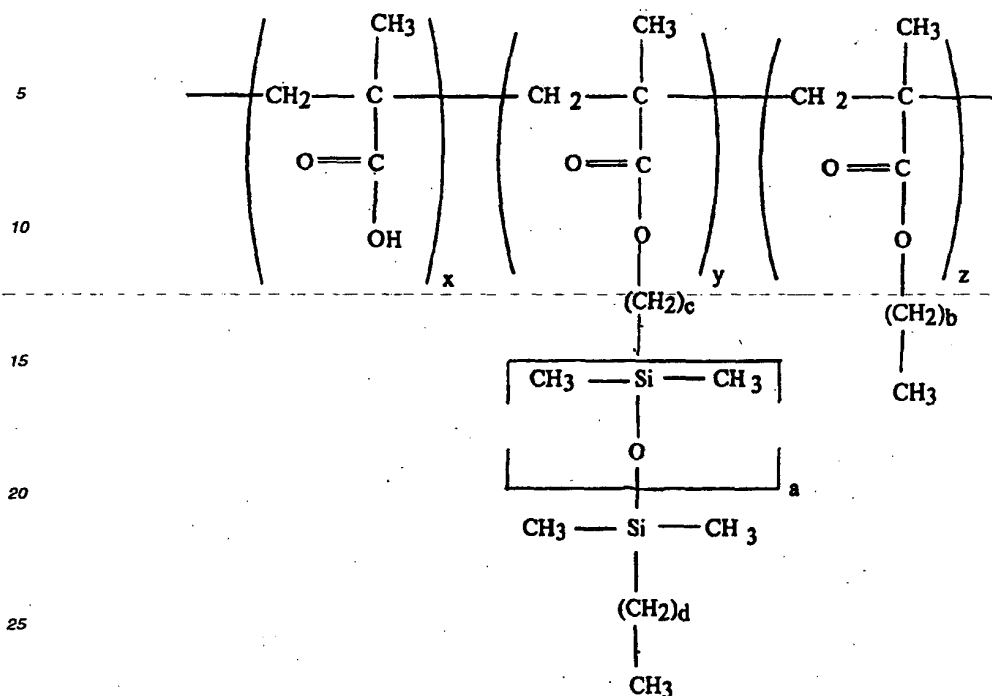 CH3 CH3 CH3
5 CH2 C CH 2 C CH 2 C
O C O C O C
10 OH O O
x y z
(CH2)c (CH2)b
15 CH3 Si CH 3 CH3
O
20 a
CH3 Si CH 3
25 (CH2)d
CH3